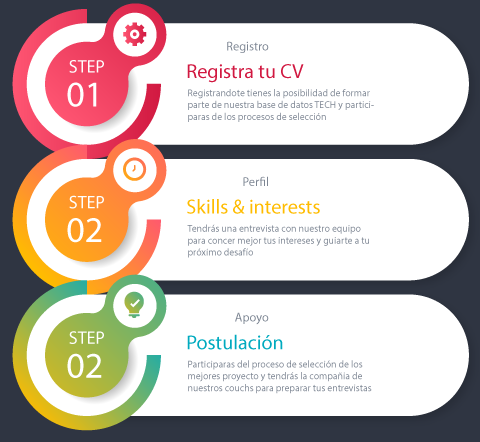 STEP
01
Registro
Registra tu CV
Registrandote tienes la posibilidad de formar
parte de nuestra base de datos TECH y partici-
paras de los procesos de selección
STEP
02
Perfil
Skills & interests
Tendrás una entrevista con nuestro equipo
para concer mejor tus intereses y guiarte a tu
próximo desafío
STEP
02
Apoyo
Postulación
Participaras del proceso de selección de los
mejores proyecto y tendrás la compañía de
nuestros couchs para preparar tus entrevistas